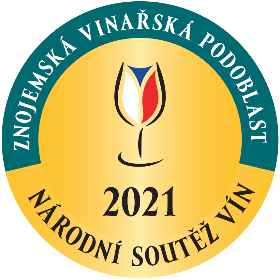 ZNOJEMSKÁ VINAŘSKÁ PODOBLAST
2021
NÁRODNÍ SOUTĚŽ VÍN